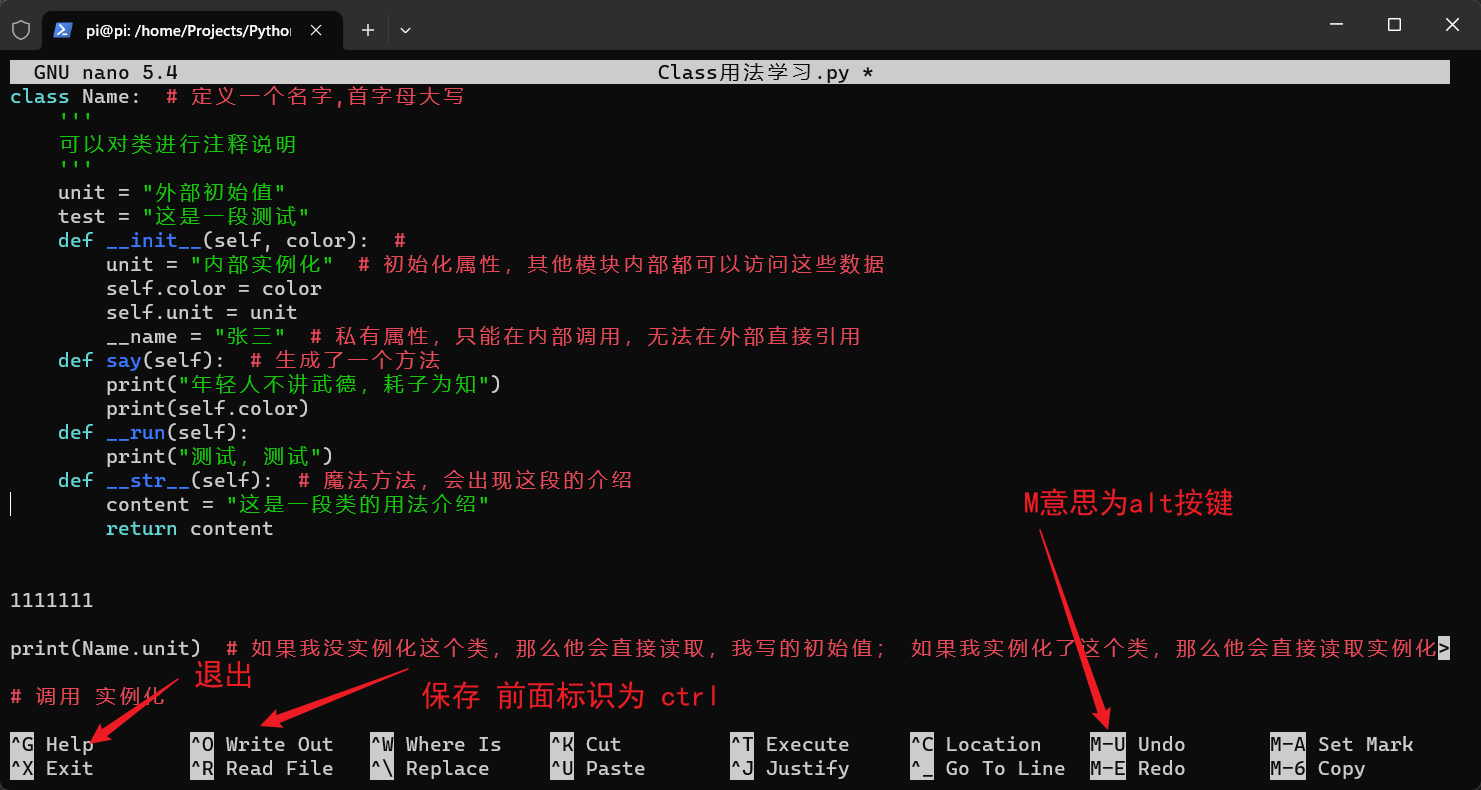 pi@pi: /home/Projects/Pytho
GNU nano 5.4 Class用法学习.py *
class Name:  # 定义一个名字,首字母大写
    '''
    可以对类进行注释说明
    '''
    unit = "外部初始值"
    test = "这是一段测试"
    def __init__(self, color):  #
        unit = "内部实例化"  # 初始化属性，其他模块内部都可以访问这些数据
        self.color = color
        self.unit = unit
        __name = "张三"  # 私有属性，只能在内部调用，无法在外部直接引用
    def say(self):  # 生成了一个方法
        print("年轻人不讲武德，耗子为知")
        print(self.color)
    def __run(self):
        print("测试，测试")
    def __str__(self):  # 魔法方法，会出现这段的介绍
        content = "这是一段类的用法介绍"
        return content
M意思为alt按键
1111111
print(Name.unit)  # 如果我没实例化这个类，那么他会直接读取，我写的初始值； 如果我实例化了这个类，那么他会直接读取实例化>
退出
保存 前面标识为 ctrl
# 调用 实例化
^G Help ^O Write Out ^W Where Is ^K Cut ^T Execute ^C Location M-U Undo M-A Set Mark
^X Exit ^R Read File ^\ Replace ^U Paste ^J Justify ^_ Go To Line M-E Redo M-6 Copy